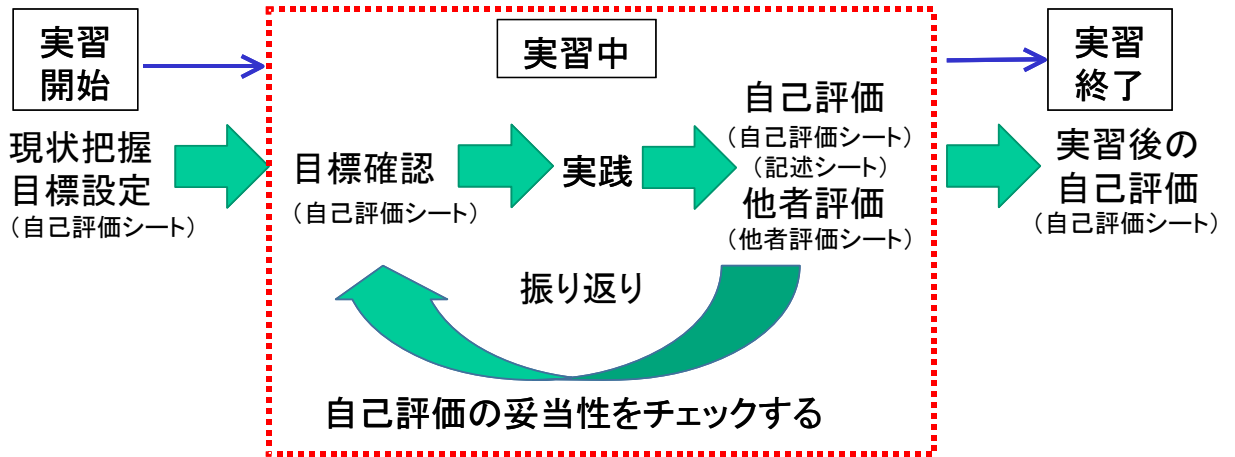 実習
開始
現状把握
目標設定
（自己評価シート）
実習中
目標確認
（自己評価シート）
実践
自己評価
（自己評価シート）
（記述シート）
他者評価
（他者評価シート）
振り返り
自己評価の妥当性をチェックする
実習
終了
実習後の
自己評価
（自己評価シート）